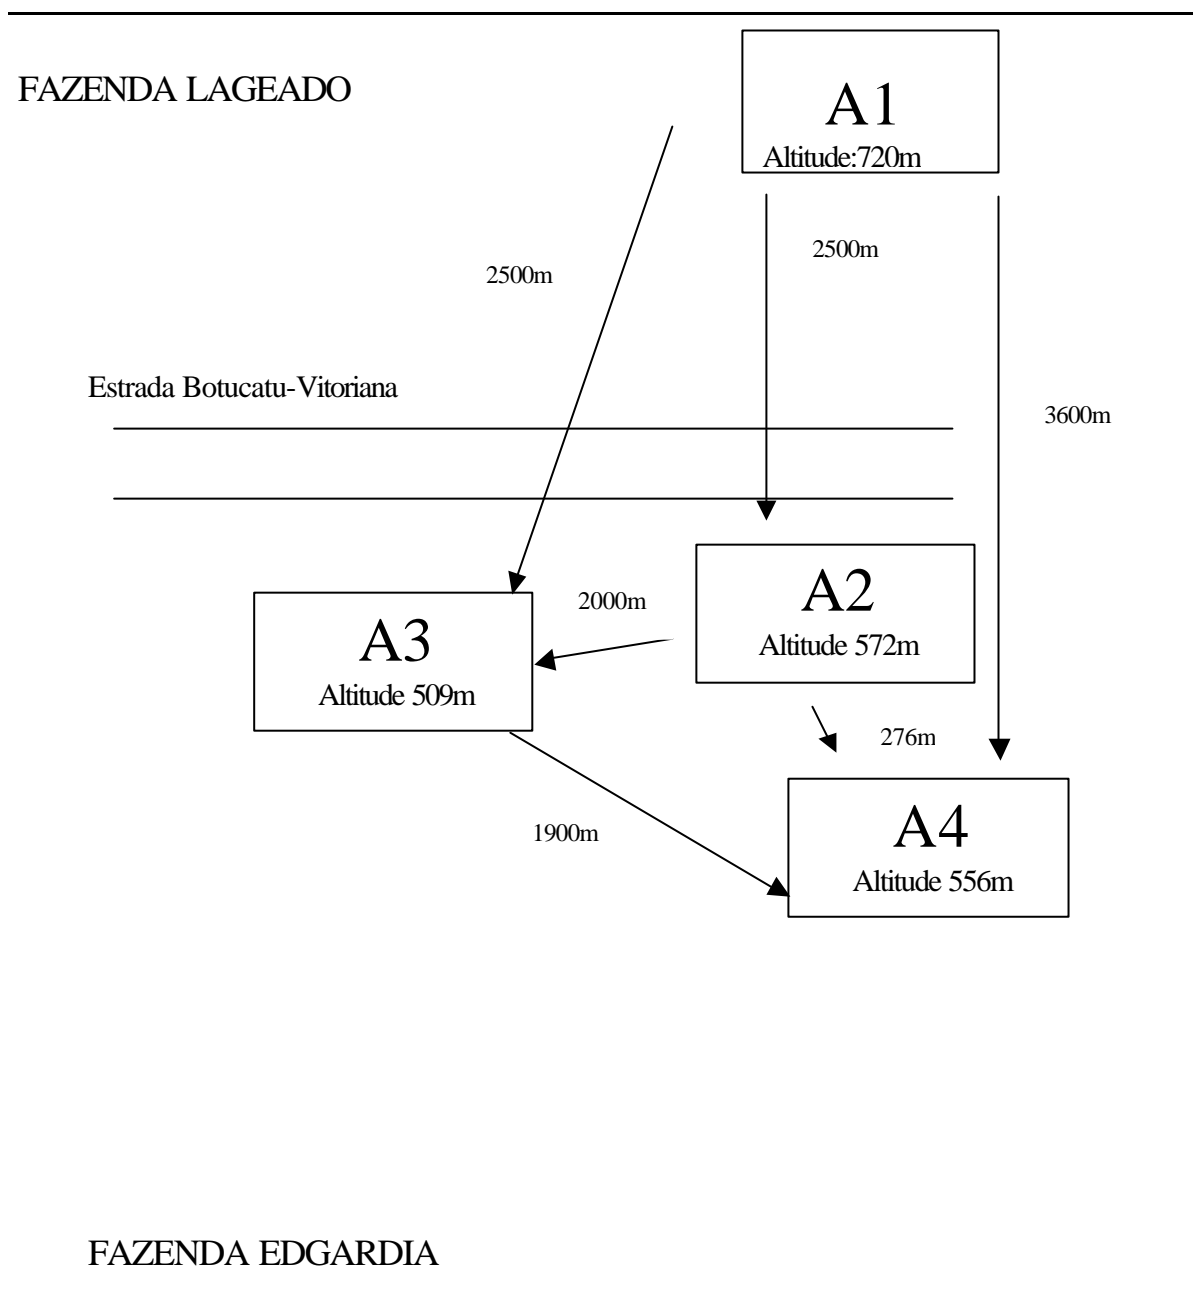 FAZENDA LAGEADO
A1
Altitude:720m
2500m
2500m
Estrada Botucatu-Vitoriana
3600m
A2
Altitude 572m
2000m
A3
Altitude 509m
276m
1900m
A4
Altitude 556m
FAZENDA EDGARDIA